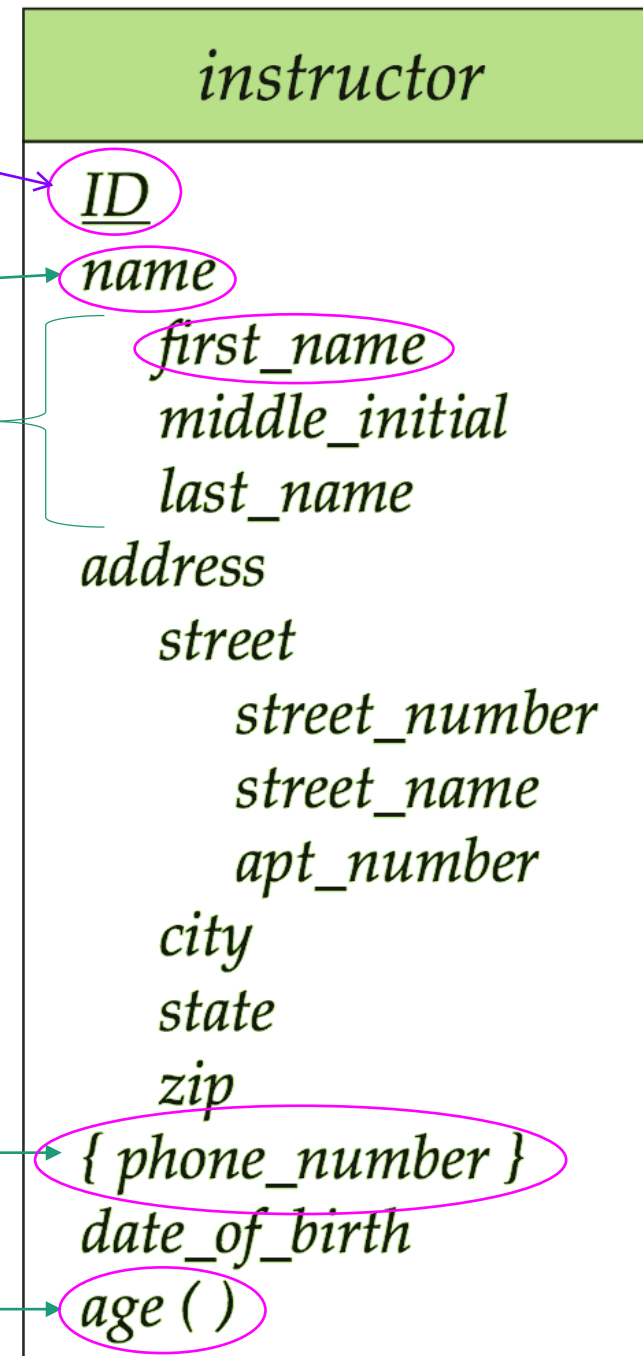 instructor
ID
name
first_name
middle_initial
last_name
address
street
street_number
street_name
apt_number
city
state
zip
{ phone_number }
date_of_birth
age ( )